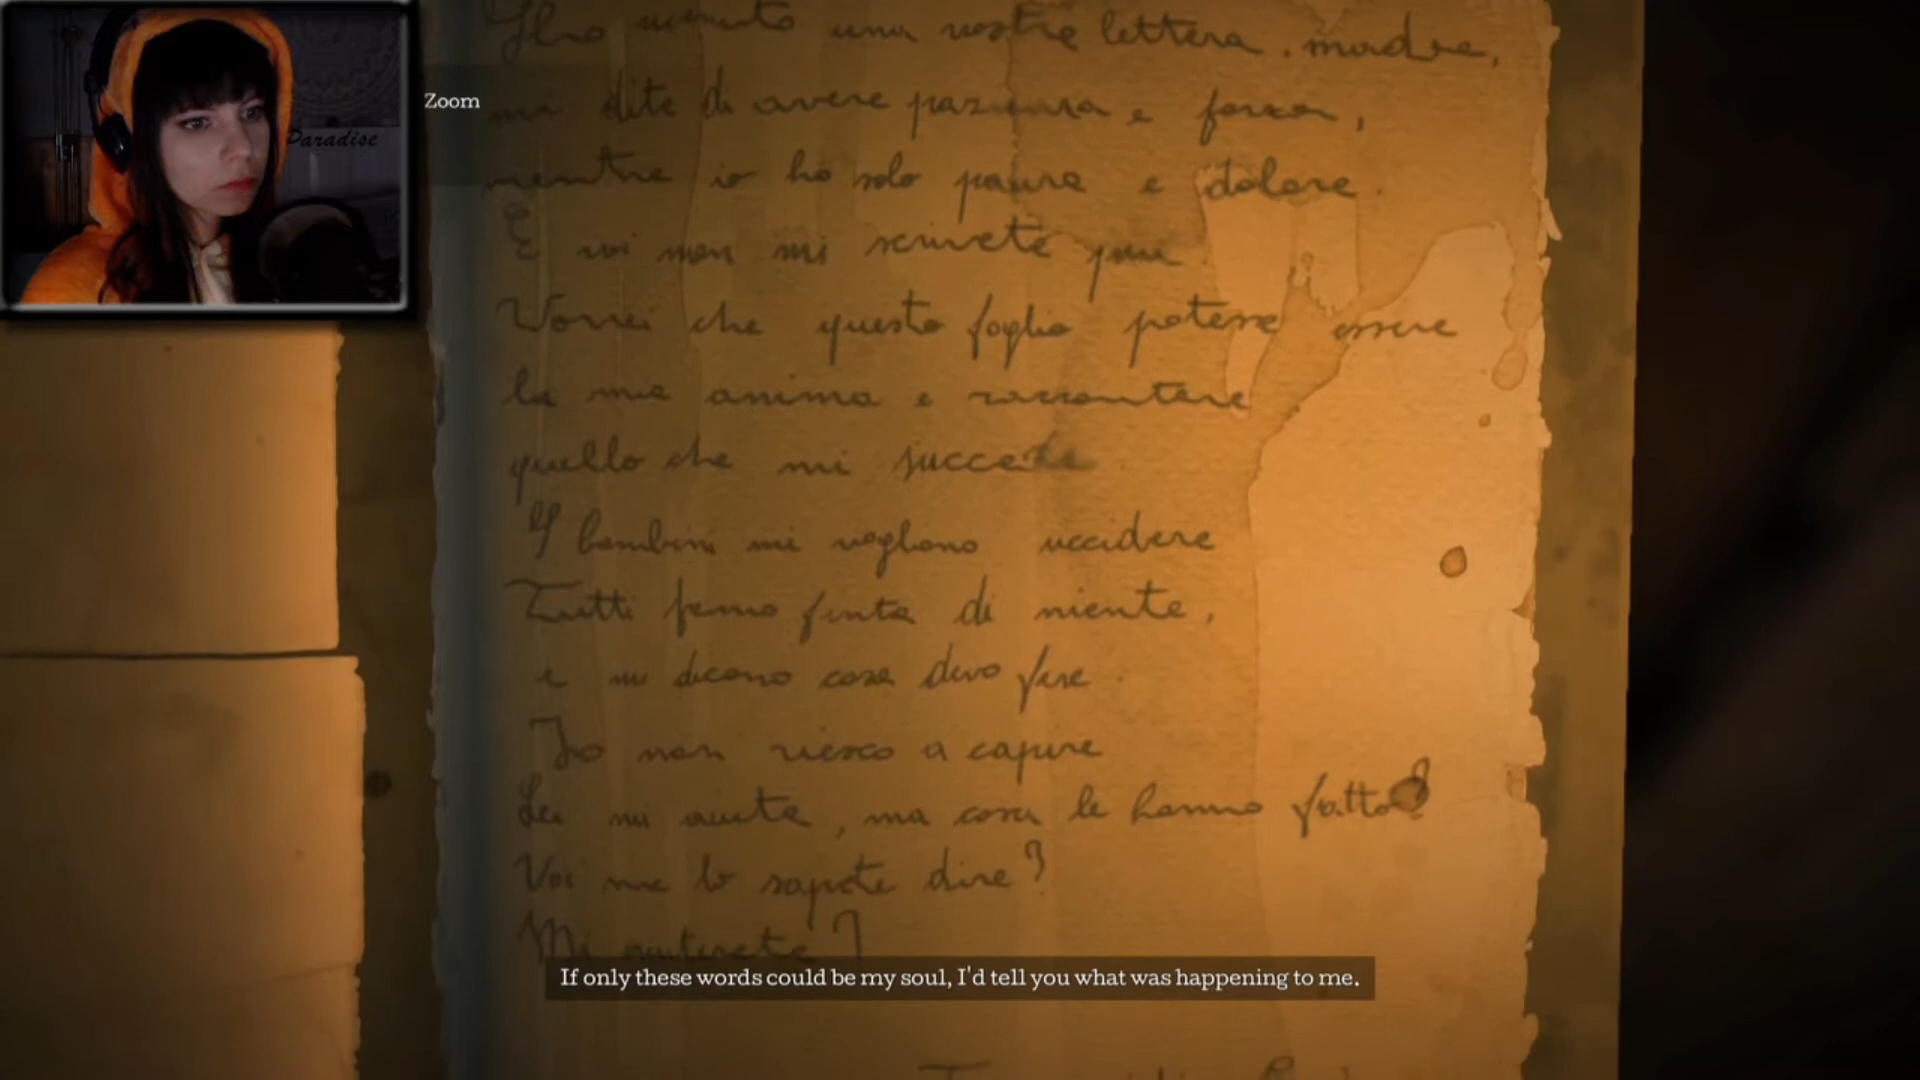 Paradise
Zoom
una vostra lettera, madre,
mi dite di avere pazienza e forza,
mentre io ho solo paura e dolore.
E voi non mi scrivete più
Vorrei che questo foglio potesse essere
la mia anima e raccontare
quello che mi succede.
I bambini mi vogliono uccidere
Tutti fanno finta di niente,
e mi dicono cosa devo fare.
Io non riesco a capire
Lei mi aiuta, ma cosa le hanno fatto?
Voi me lo sapete dire?
Mi aiuterete?
If only these words could be my soul, I'd tell you what was happening to me.